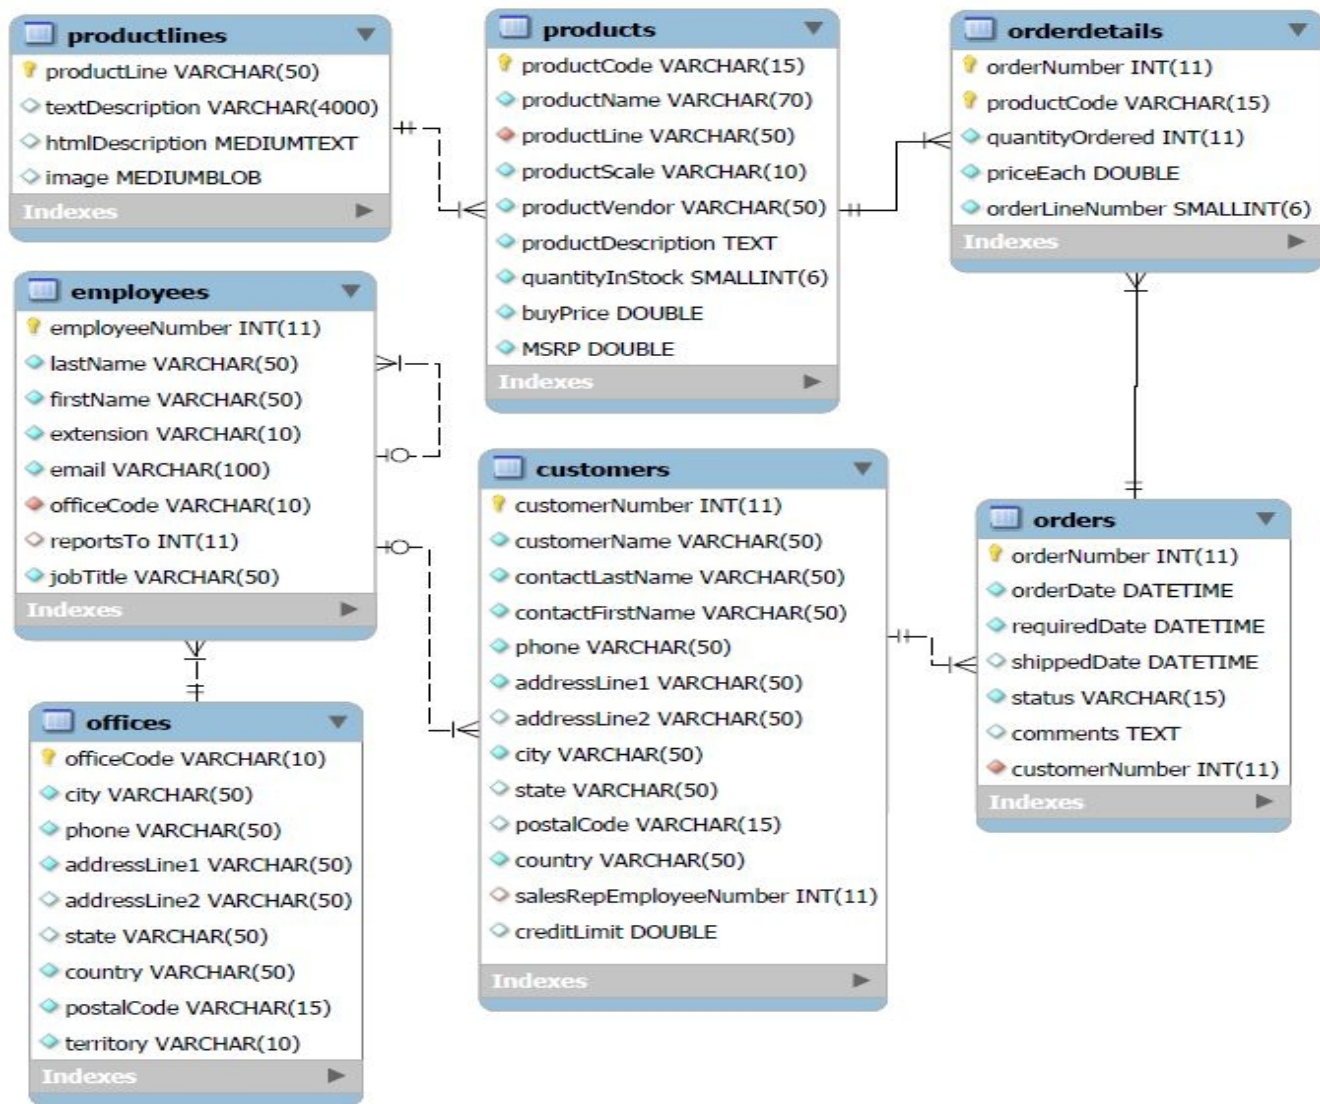 productlines
productLine VARCHAR(50)
textDescription VARCHAR(4000)
htmlDescription MEDIUMTEXT
image MEDIUMBLOB
Indexes
products
productCode VARCHAR(15)
productName VARCHAR(70)
productLine VARCHAR(50)
productScale VARCHAR(10)
productVendor VARCHAR(50)
productDescription TEXT
quantityInStock SMALLINT(6)
buyPrice DOUBLE
MSRP DOUBLE
Indexes
orderdetails
orderNumber INT(11)
productCode VARCHAR(15)
quantityOrdered INT(11)
priceEach DOUBLE
orderLineNumber SMALLINT(6)
Indexes
employees
employeeNumber INT(11)
lastName VARCHAR(50)
firstName VARCHAR(50)
extension VARCHAR(10)
email VARCHAR(100)
officeCode VARCHAR(10)
reportsTo INT(11)
jobTitle VARCHAR(50)
Indexes
customers
customerNumber INT(11)
customerName VARCHAR(50)
contactLastName VARCHAR(50)
contactFirstName VARCHAR(50)
phone VARCHAR(50)
addressLine1 VARCHAR(50)
addressLine2 VARCHAR(50)
city VARCHAR(50)
state VARCHAR(50)
postalCode VARCHAR(15)
country VARCHAR(50)
salesRepEmployeeNumber INT(11)
creditLimit DOUBLE
Indexes
orders
orderNumber INT(11)
orderDate DATETIME
requiredDate DATETIME
shippedDate DATETIME
status VARCHAR(15)
comments TEXT
customerNumber INT(11)
Indexes
offices
officeCode VARCHAR(10)
city VARCHAR(50)
phone VARCHAR(50)
addressLine1 VARCHAR(50)
addressLine2 VARCHAR(50)
state VARCHAR(50)
country VARCHAR(50)
postalCode VARCHAR(15)
territory VARCHAR(10)
Indexes